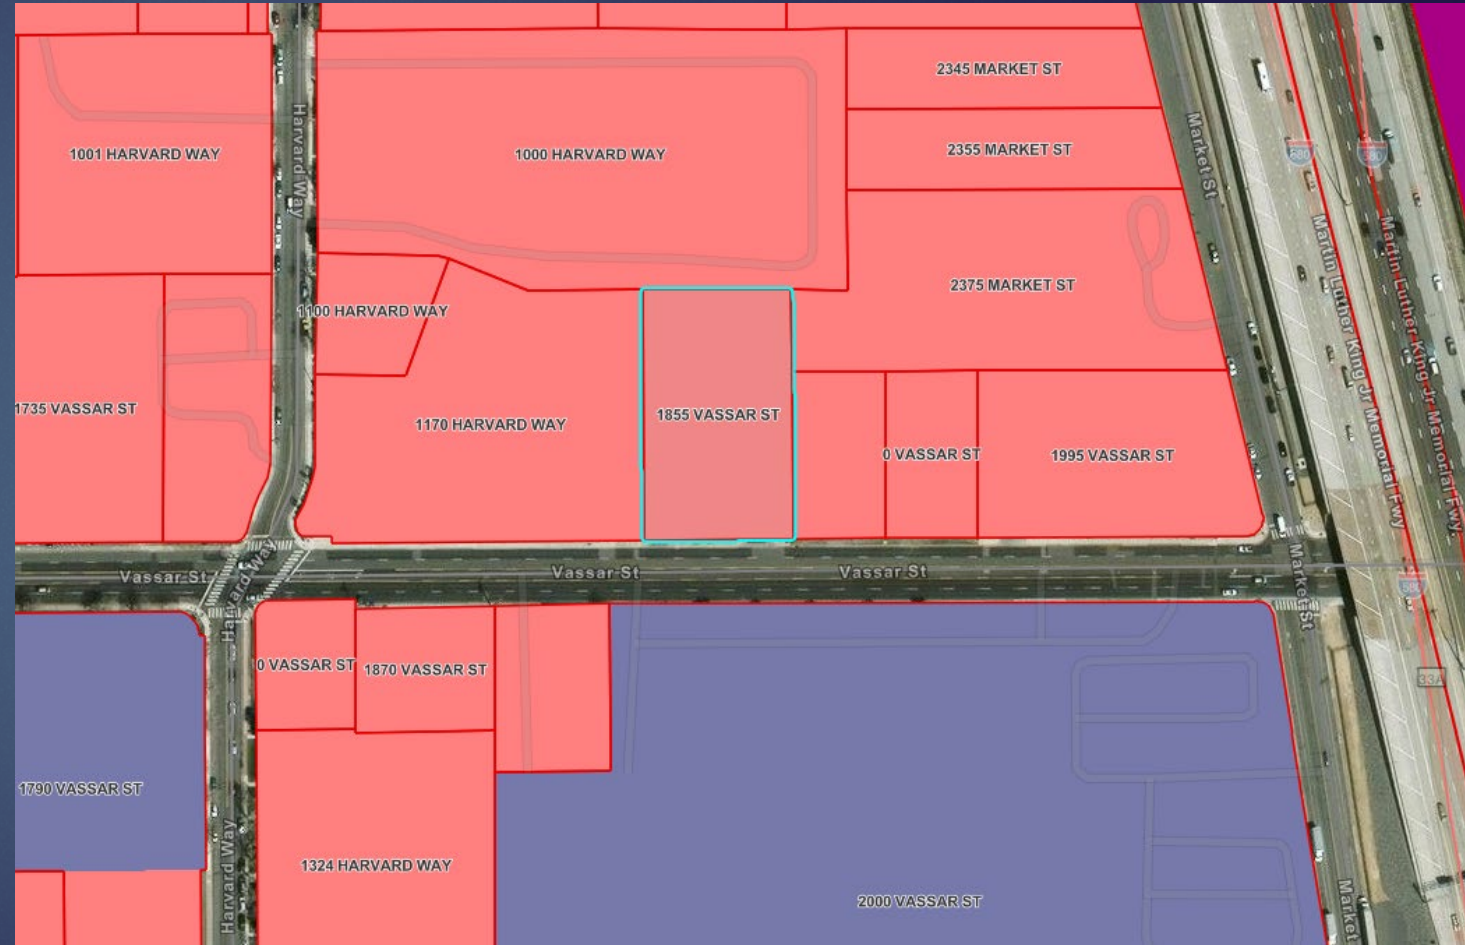 2345 MARKET ST
1001 HARVARD WAY
Harvard Way
1000 HARVARD WAY
2355 MARKET ST
Market St
580
580
2375 MARKET ST
Martin Luther King Jr Memorial Fwy
Martin Luther King Jr Memorial Fwy
1100 HARVARD WAY
1735 VASSAR ST
1170 HARVARD WAY
1855 VASSAR ST
0 VASSAR ST
1995 VASSAR ST
Vassar St
Harvard Way
Vassar St
Vassar St
Market St
580
0 VASSAR ST
1870 VASSAR ST
33A
1790 VASSAR ST
Harvard Way
1324 HARVARD WAY
2000 VASSAR ST
Market